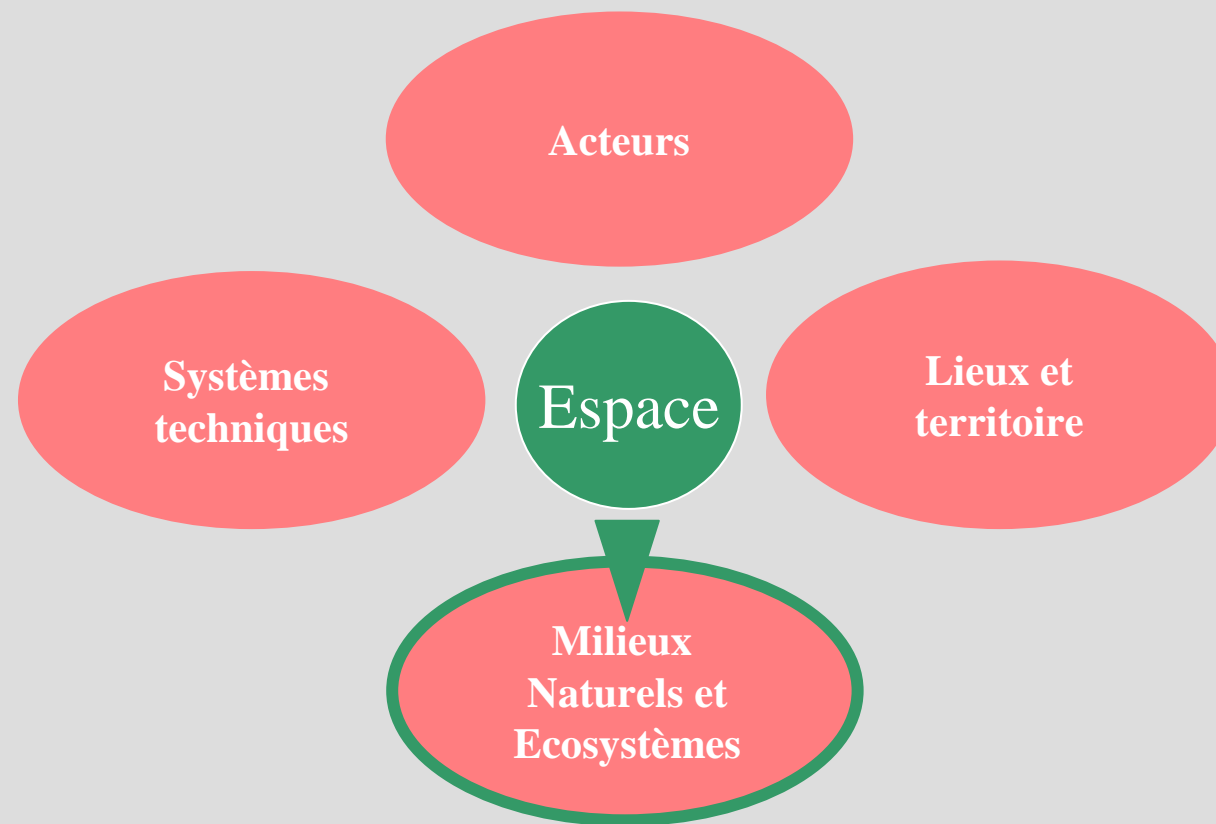 Acteurs
Systèmes
techniques
Espace
Lieux et
territoire
Milieux
Naturels et
Ecosystèmes